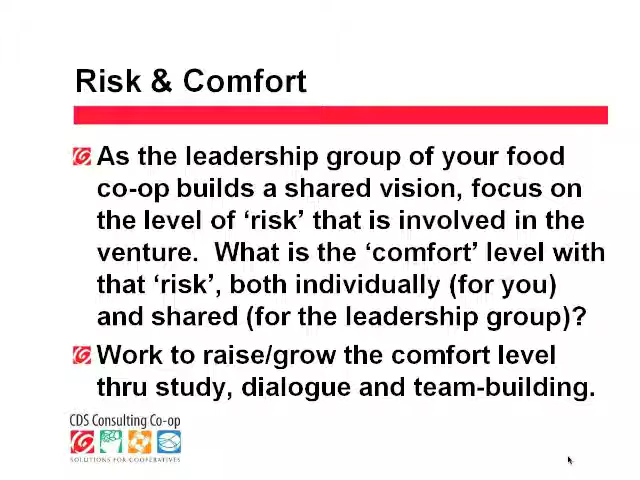 Risk & Comfort
As the leadership group of your food
co-op builds a shared vision, focus on
the level of ‘risk’ that is involved in the
venture.  What is the ‘comfort’ level with
that ‘risk’, both individually (for you)
and shared (for the leadership group)?
Work to raise/grow the comfort level
thru study, dialogue and team-building.
CDS Consulting Co-op
SOLUTIONS FOR COOPERATIVES